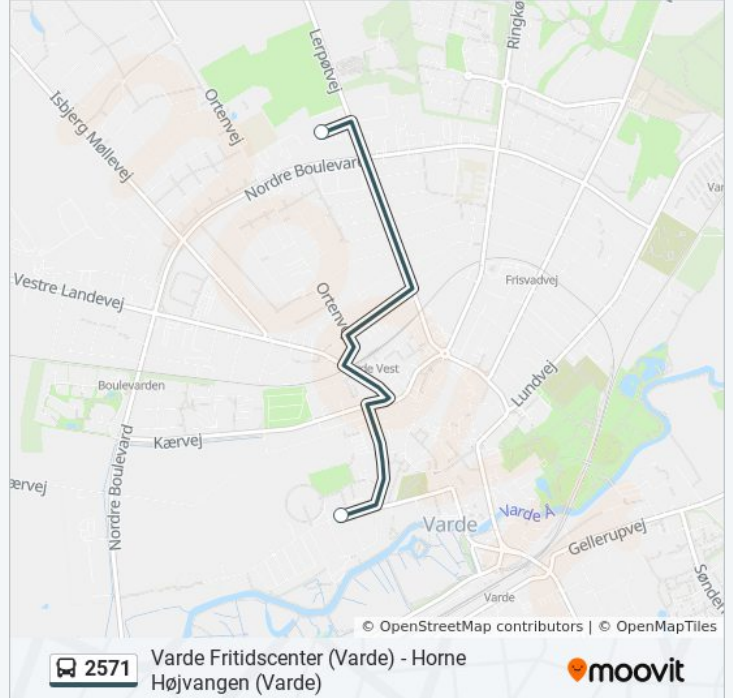 Lerpøtvej
Ringkø
Isbjerg Møllevej
Ortenvej
Nordre Boulevard
Var
Vestre Landevej
Frisvadvej
Ortenve
de Vest
Boulevarden
Lundvej
Kærvej
ærvej
Nordre Boulevard
Varde Å
Varde
Gellerupvej
Sønder
Varde
© OpenStreetMap contributors | © OpenMapTiles
2571
Varde Fritidscenter (Varde) - Horne
Højvangen (Varde)
moovit